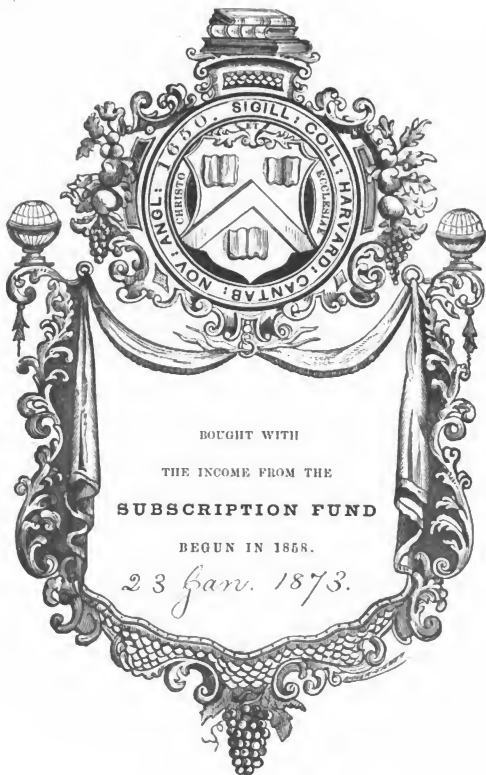 SIGILL: COLL: HARVARD: CANTAB: NOV: ANGL: 1650.
CHRISTO
ECCLESIAE
BOUGHT WITH
THE INCOME FROM THE
SUBSCRIPTION FUND
BEGUN IN 1858.
23 Jan. 1873.